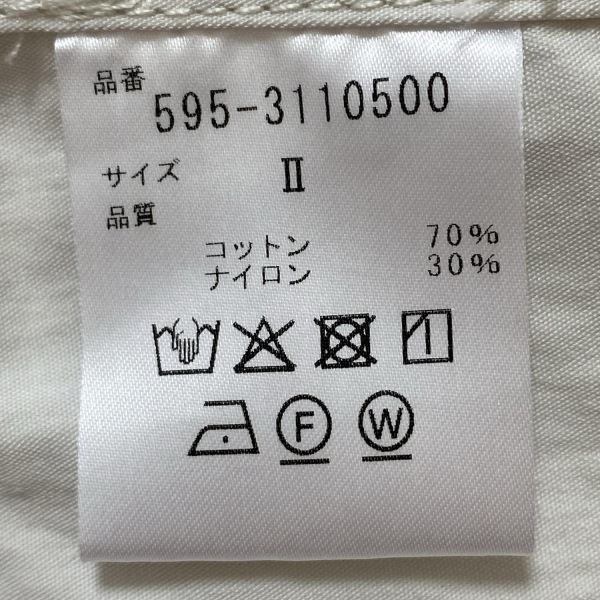 品番
595-3110500
サイズ Ⅱ
品質
コットン 70%
ナイロン 30%
F W